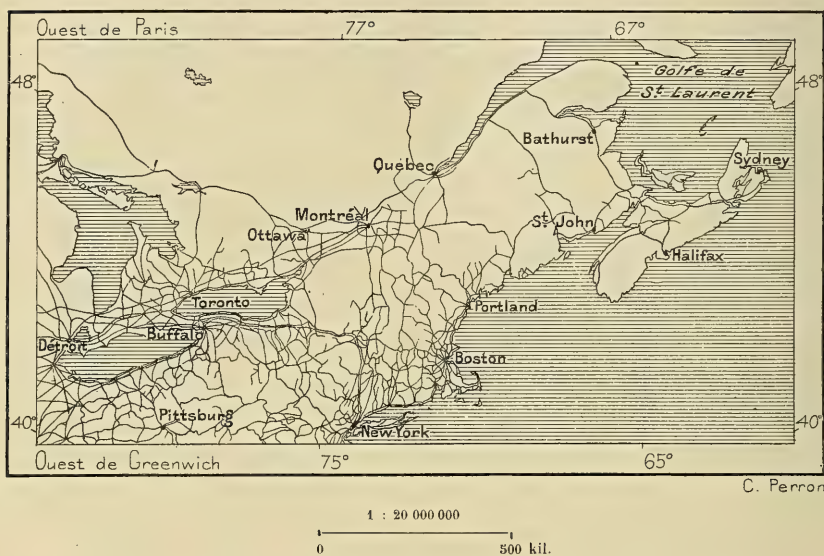 Ouest de Paris 77° 67°
48° 48°
Golfe de
St Laurent
Bathurst
Sydney
Québec
Montréal
St. John
Ottawa
Halifax
Toronto
Portland
Buffalo
Détroit
Boston
Pittsburg
40° 40°
New York
Ouest de Greenwich 75° 65°
C. Perron
1 : 20 000 000
0 500 kil.